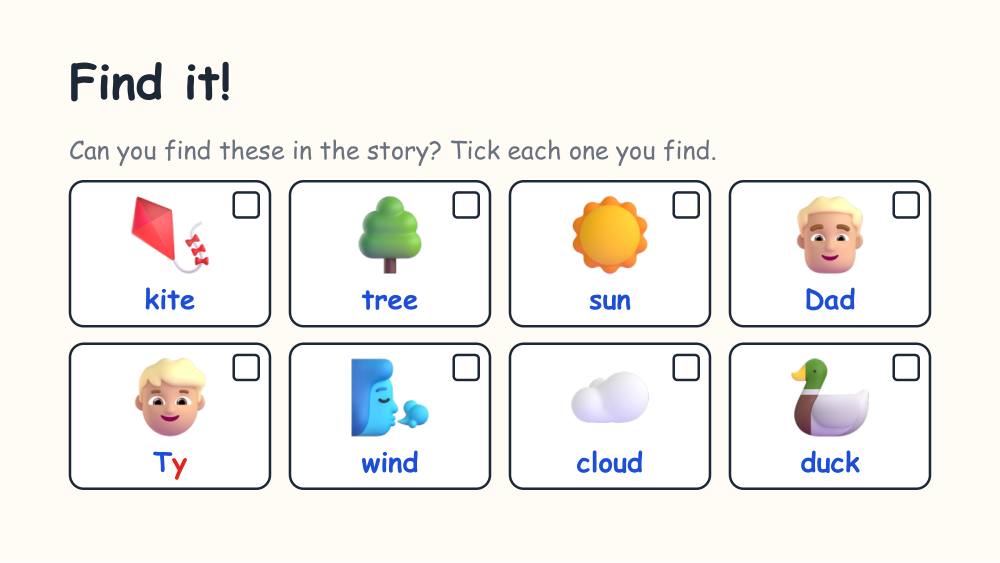 Find it!
Can you find these in the story? Tick each one you find.
kite
tree
sun
Dad
Ty
wind
cloud
duck